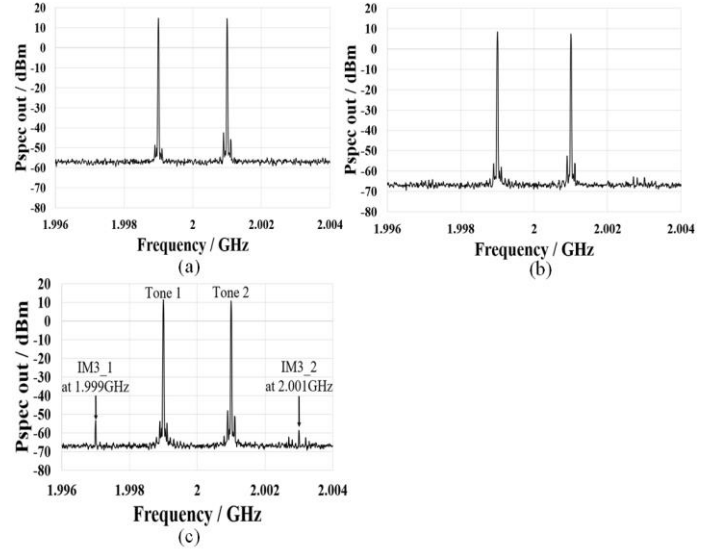 20
10
0
-10
-20
-30
-40
-50
-60
-70
-80
Pspec out / dBm
1.996 1.998 2 2.002 2.004
Frequency / GHz
(a)
20
10
0
-10
-20
-30
-40
-50
-60
-70
-80
Pspec out / dBm
1.996 1.998 2 2.002 2.004
Frequency / GHz
(b)
20
10
0
-10
-20
-30
-40
-50
-60
-70
-80
Pspec out / dBm
Tone 1 Tone 2
IM3_1
at 1.999GHz
IM3_2
at 2.001GHz
1.996 1.998 2 2.002 2.004
Frequency / GHz
(c)